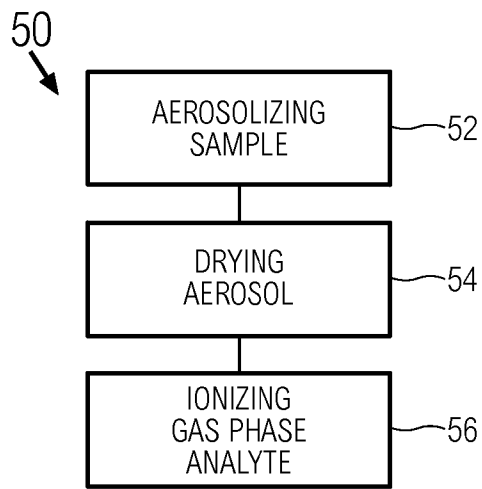 50
AEROSOLIZING
SAMPLE
52
DRYING
AEROSOL
54
IONIZING
GAS PHASE
ANALYTE
56